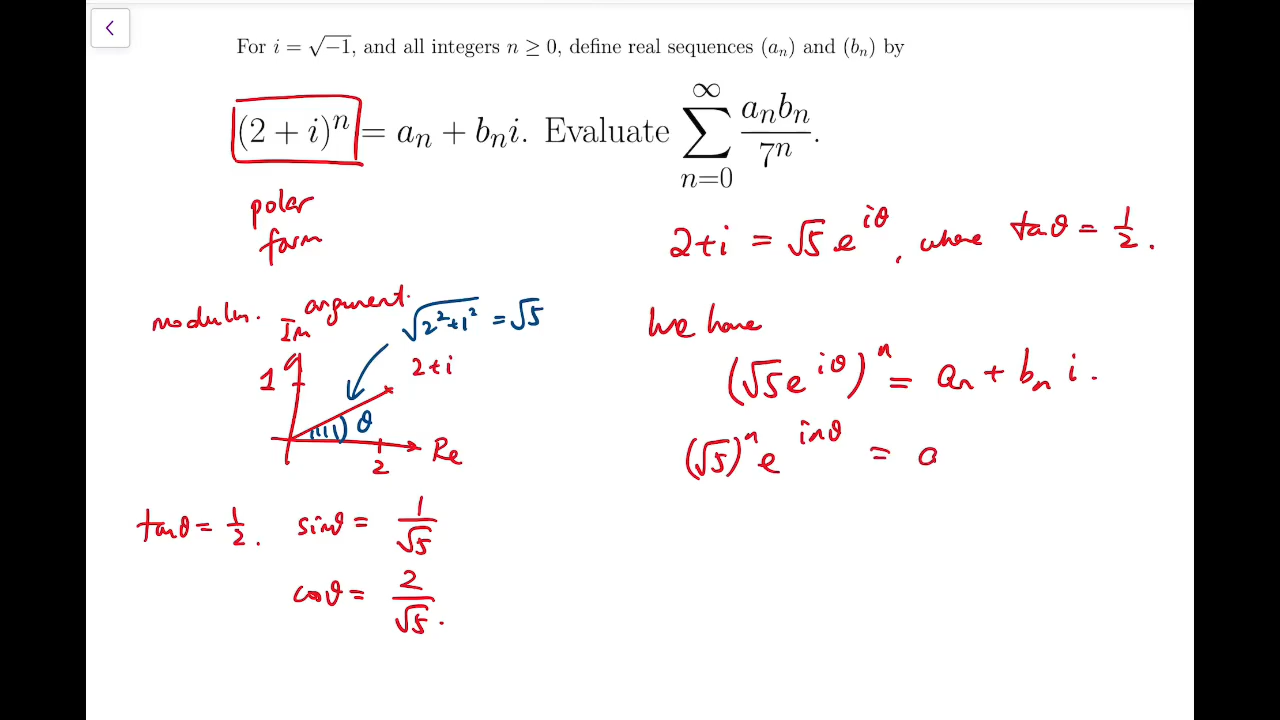 For i = √−1, and all integers n ≥ 0, define real sequences (aₙ) and (bₙ) by
(2 + i)ⁿ = aₙ + bₙi. Evaluate ∑_{n=0}^{∞} aₙbₙ/7ⁿ.
polar
form
2+i = √5 e^{iθ}, where tanθ = 1/2.
modulus. argument.
√(2²+1²) = √5
Im
2+i
1
θ
Re
2
we have
(√5e^{iθ})ⁿ = aₙ + bₙ i.
(√5)ⁿ e^{inθ} = a
tanθ = 1/2. sinθ = 1/√5
cosθ = 2/√5.